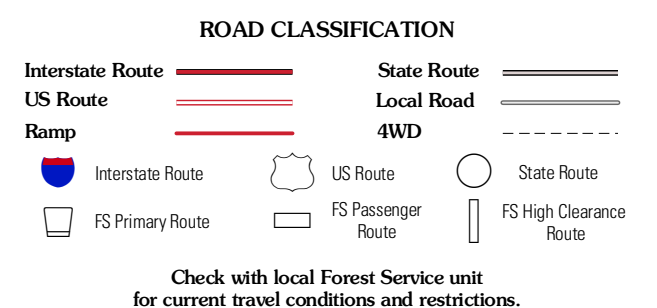 ROAD CLASSIFICATION
Interstate Route
State Route
US Route
Local Road
Ramp
4WD
Interstate Route
US Route
State Route
FS Primary Route
FS Passenger
Route
FS High Clearance
Route
Check with local Forest Service unit
for current travel conditions and restrictions.